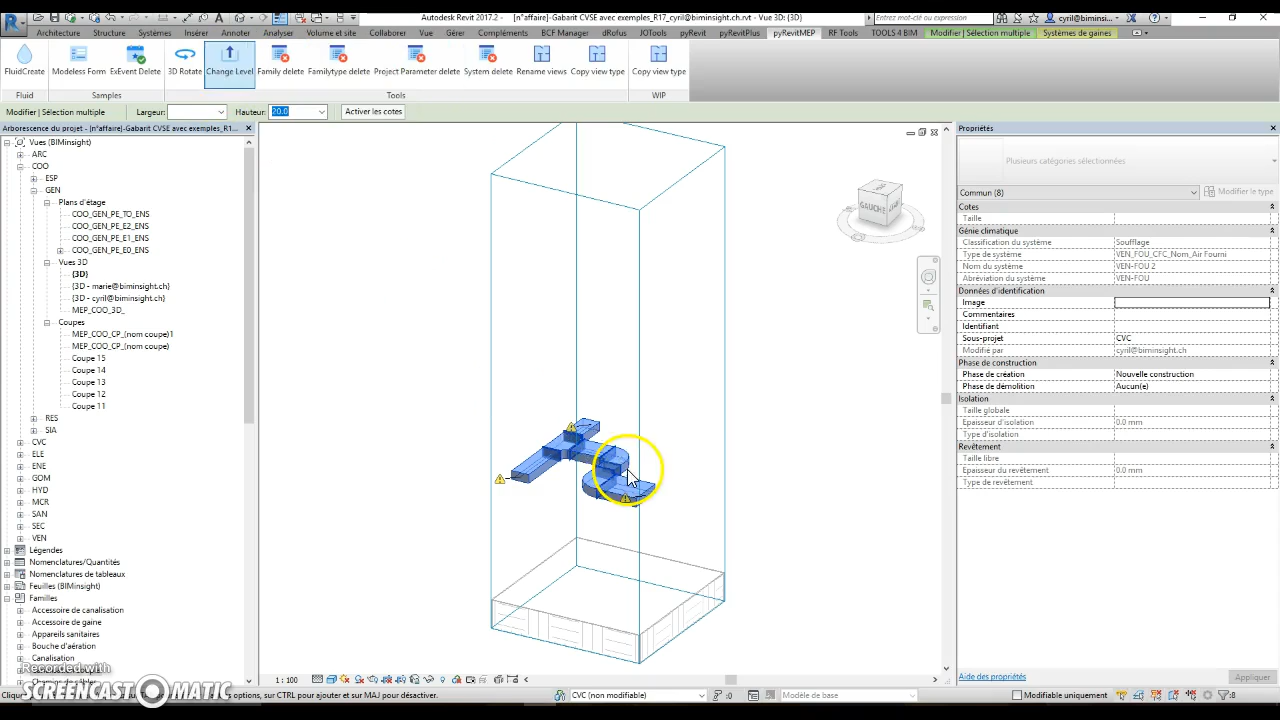 Autodesk Revit 2017.2 - [n°affaire]-Gabarit CVSE avec exemples_R17_cyril@biminsight.ch.rvt - Vue 3D: {3D}
Entrez mot-clé ou expression
cyril@bimins...
Architecture Structure Systèmes Insérer Annoter Analyser Volume et site Collaborer Vue Gérer Compléments BCF Manager dRofus JOTools pyRevit pyRevitPlus pyRevitMEP RF Tools TOOLS 4 BIM Modifier | Sélection multiple Systèmes de gaines
FluidCreate Modeless Form ExEvent Delete 3D Rotate Change Level Family delete Familytype delete Project Parameter delete System delete Rename views Copy view type Copy view type
Fluid Samples Tools WIP
Modifier | Sélection multiple Largeur: Hauteur: 20.0 Activer les cotes
Arborescence du projet - [n°affaire]-Gabarit CVSE avec exemples_R1...
Vues (BIMinsight)
ARC
COO
ESP
GEN
Plans d'étage
COO_GEN_PE_TO_ENS
COO_GEN_PE_E2_ENS
COO_GEN_PE_E1_ENS
COO_GEN_PE_E0_ENS
Vues 3D
{3D}
{3D - marie@biminsight.ch}
{3D - cyril@biminsight.ch}
MEP_COO_3D_
Coupes
MEP_COO_CP_(nom coupe)1
MEP_COO_CP_(nom coupe)
Coupe 15
Coupe 14
Coupe 13
Coupe 12
Coupe 11
RES
SIA
CVC
ELE
ENE
GOM
HYD
MCR
SAN
SEC
VEN
Légendes
Nomenclatures/Quantités
Nomenclatures de tableaux
Feuilles (BIMinsight)
Familles
Accessoire de canalisation
Accessoire de gaine
Appareils sanitaires
Bouche d'aération
Canalisation
GAUCHE
Propriétés
Plusieurs catégories sélectionnées
Commun (8) Modifier le type
Cotes
Taille
Génie climatique
Classification du système Soufflage
Type de système VEN_FOU_CFC_Nom_Air Fourni
Nom du système VEN-FOU 2
Abréviation du système VEN-FOU
Données d'identification
Image
Commentaires
Identifiant
Sous-projet CVC
Modifié par cyril@biminsight.ch
Phase de construction
Phase de création Nouvelle construction
Phase de démolition Aucun(e)
Isolation
Taille globale
Epaisseur d'isolation 0.0 mm
Type d'isolation
Revêtement
Taille libre
Epaisseur du revêtement 0.0 mm
Type de revêtement
Aide des propriétés Appliquer
1 : 100
options, sur CTRL pour ajouter et sur MAJ pour désactiver.
CVC (non modifiable) :0 Modèle de base Modifiable uniquement :8
Recorded with
SCREENCAST MATIC